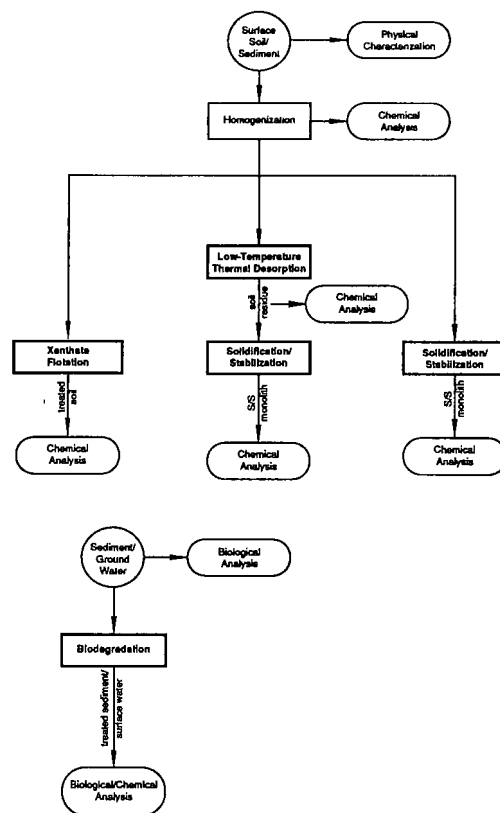 Surface
Soil/
Sediment
Physical
Characterization
Homogenization
Chemical
Analysis
Low-Temperature
Thermal Desorption
soil
residue
Chemical
Analysis
Xanthate
Flotation
Solidification/
Stabilization
Solidification/
Stabilization
treated
soil
S/S
monolith
S/S
monolith
Chemical
Analysis
Chemical
Analysis
Chemical
Analysis
Sediment/
Ground
Water
Biological
Analysis
Biodegradation
treated sediment/
surface water
Biological/Chemical
Analysis